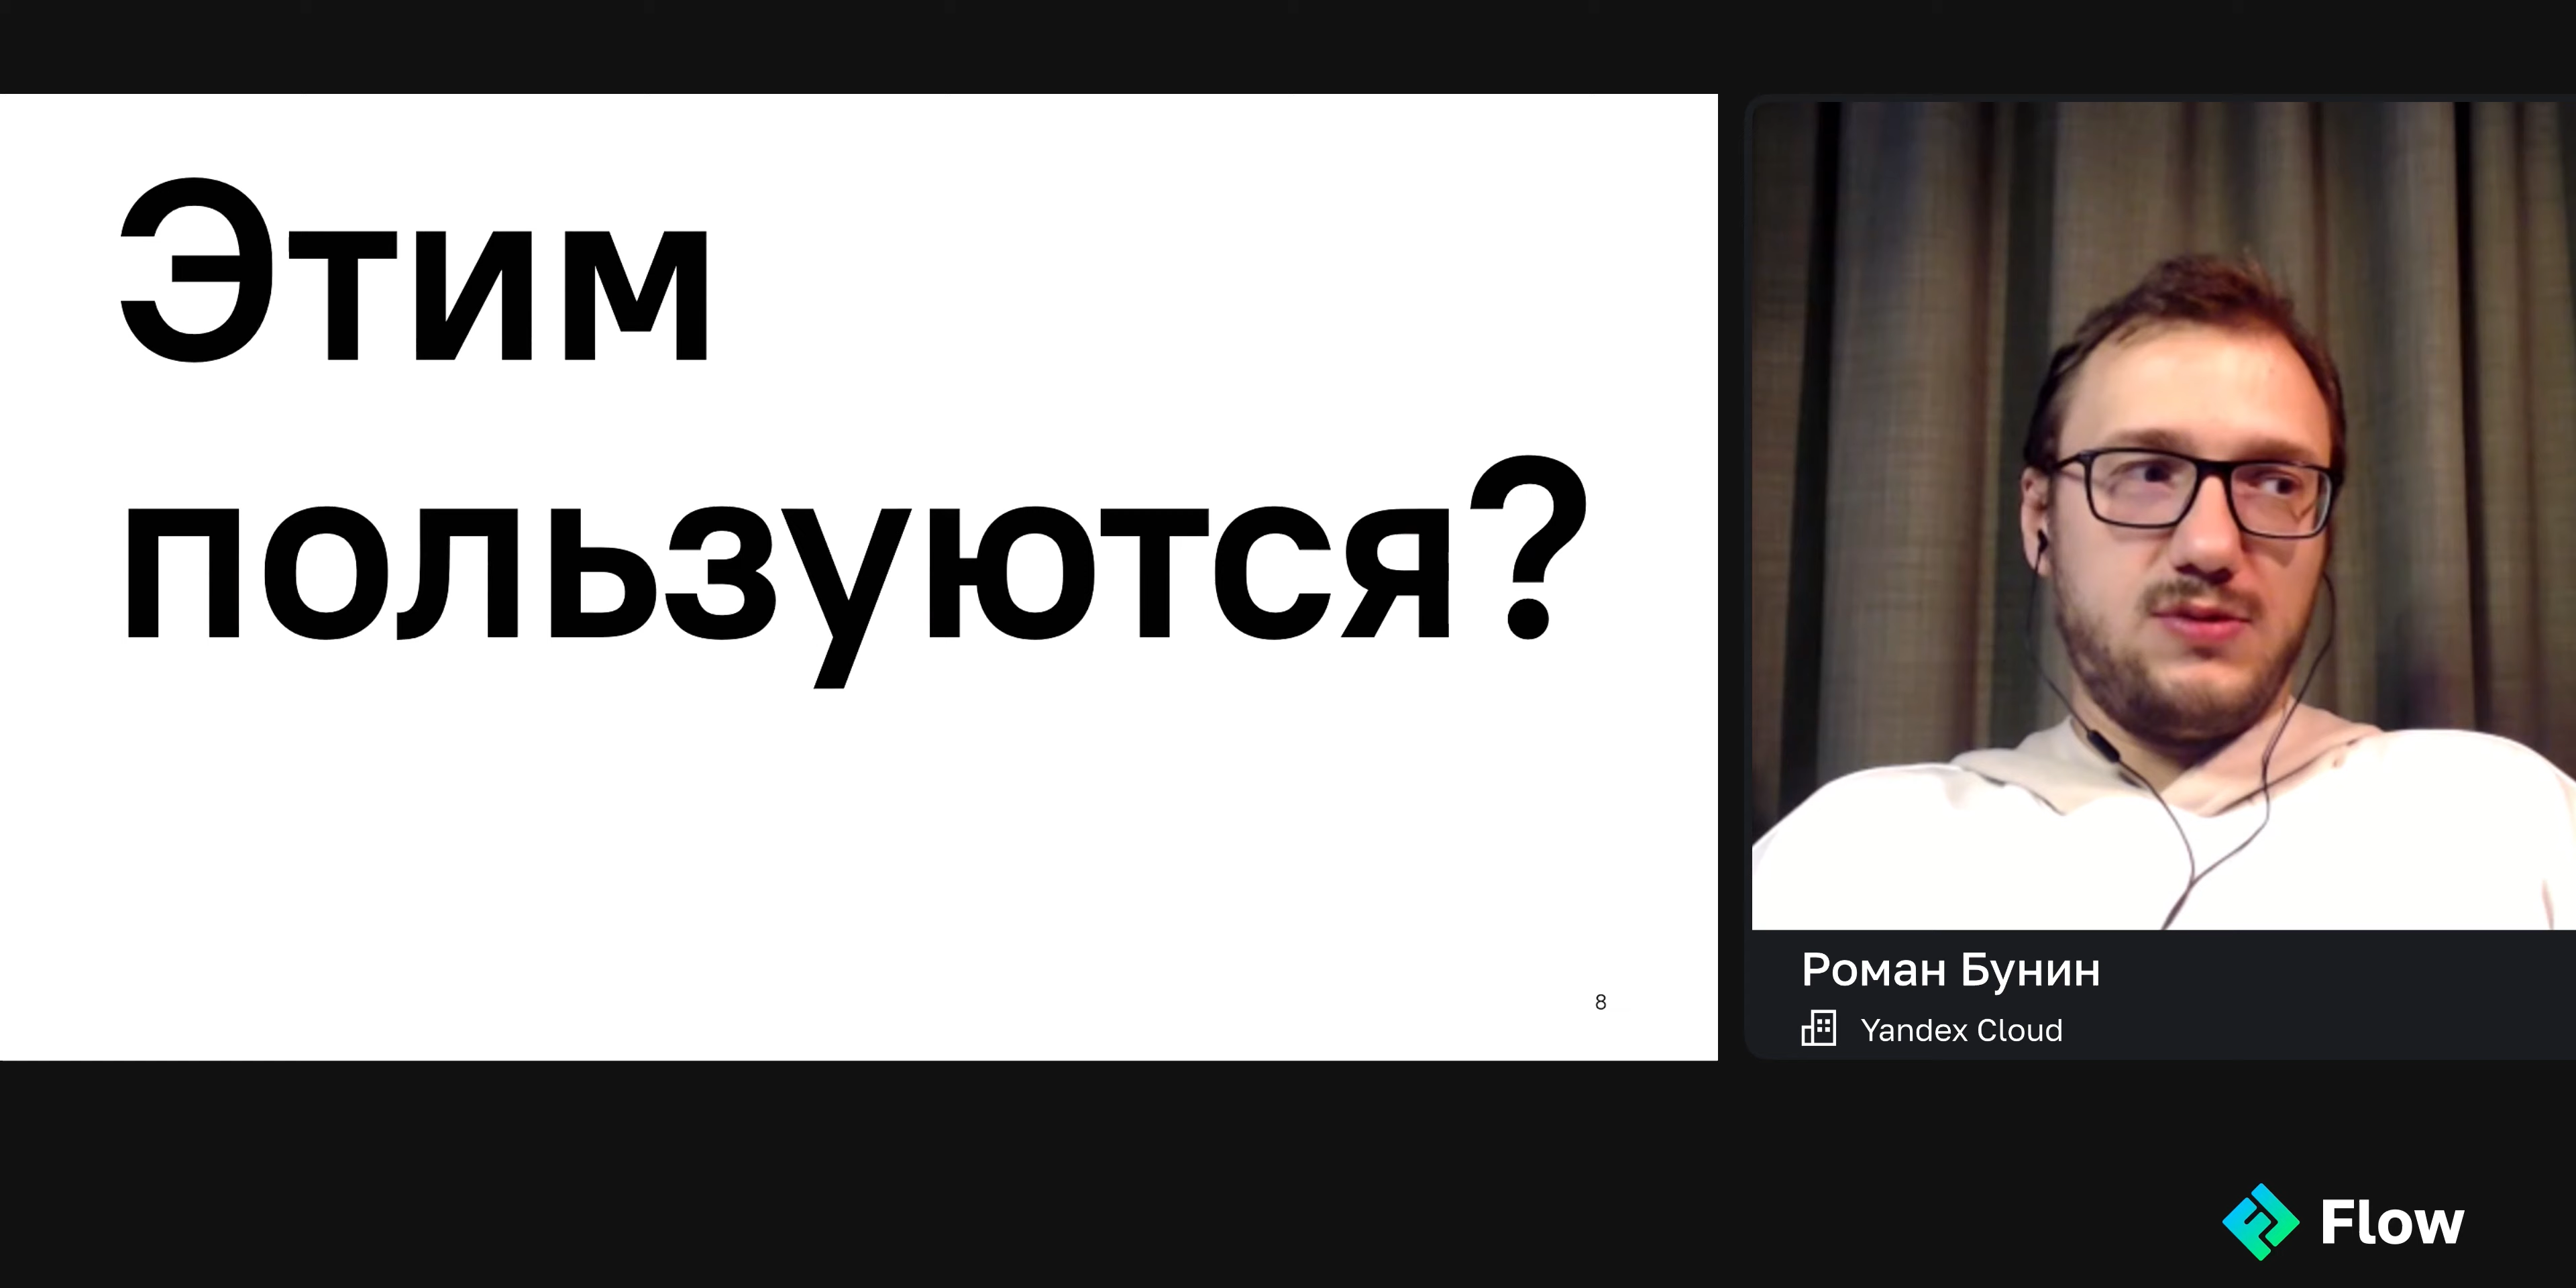 Этим
пользуются?
8
Роман Бунин
Yandex Cloud
Flow